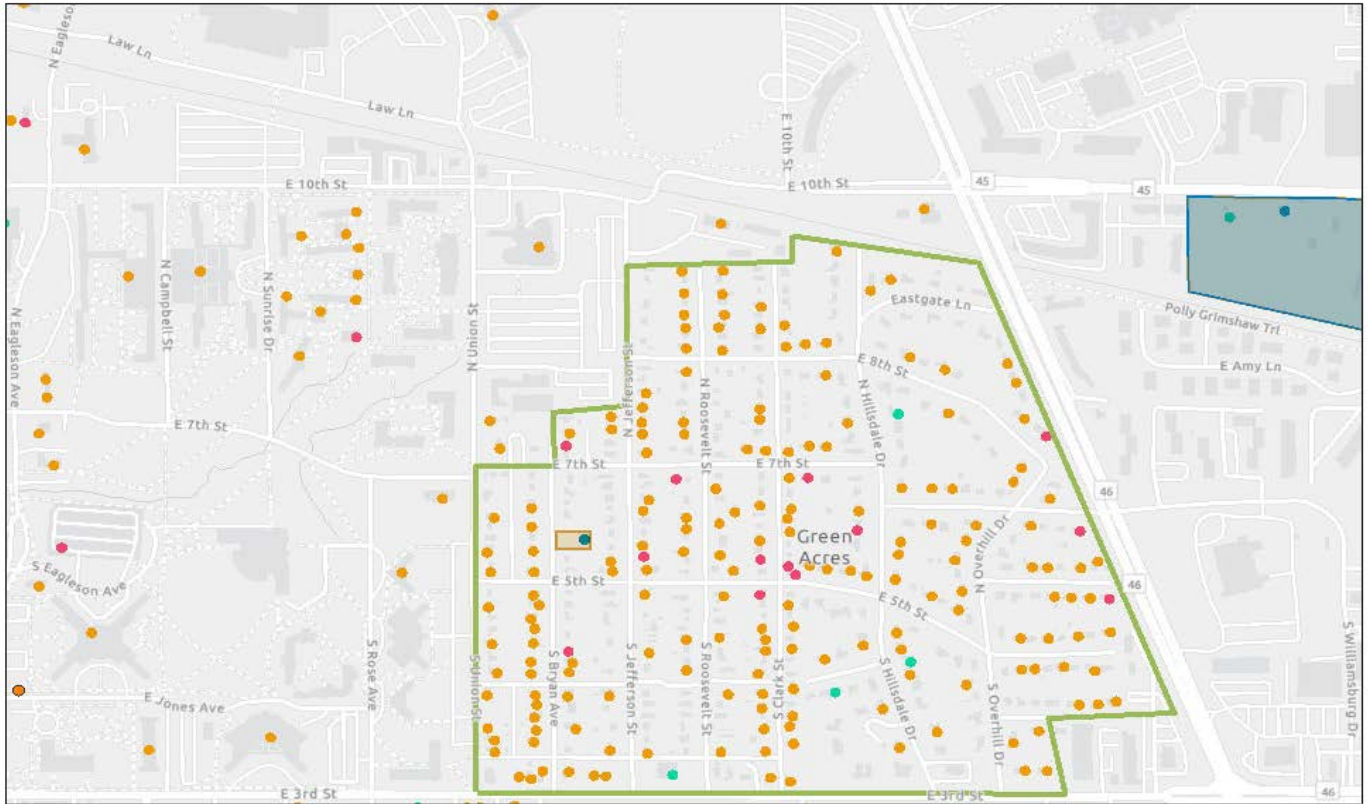 N Eagleson
Law Ln
Law Ln
E 10th St
E 10th St
E 10th St
45
45
N Campbell St
N Sunrise Dr
N Union St
N Eagleson Ave
Eastgate Ln
Polly Grimshaw Trl
E Amy Ln
N Jefferson St
N Roosevelt St
E 8th St
N Hillsdale Dr
E 7th St
E 7th St
E 7th St
46
Green
Acres
N Overhill Dr
S Eagleson Ave
E 5th St
E 5th St
46
S Rose Ave
S Union St
S Bryan Ave
S Jefferson St
S Roosevelt St
S Clark St
S Hillsdale Dr
S Overhill Dr
S Williamsburg Dr
E Jones Ave
E 3rd St
E 3rd St
46